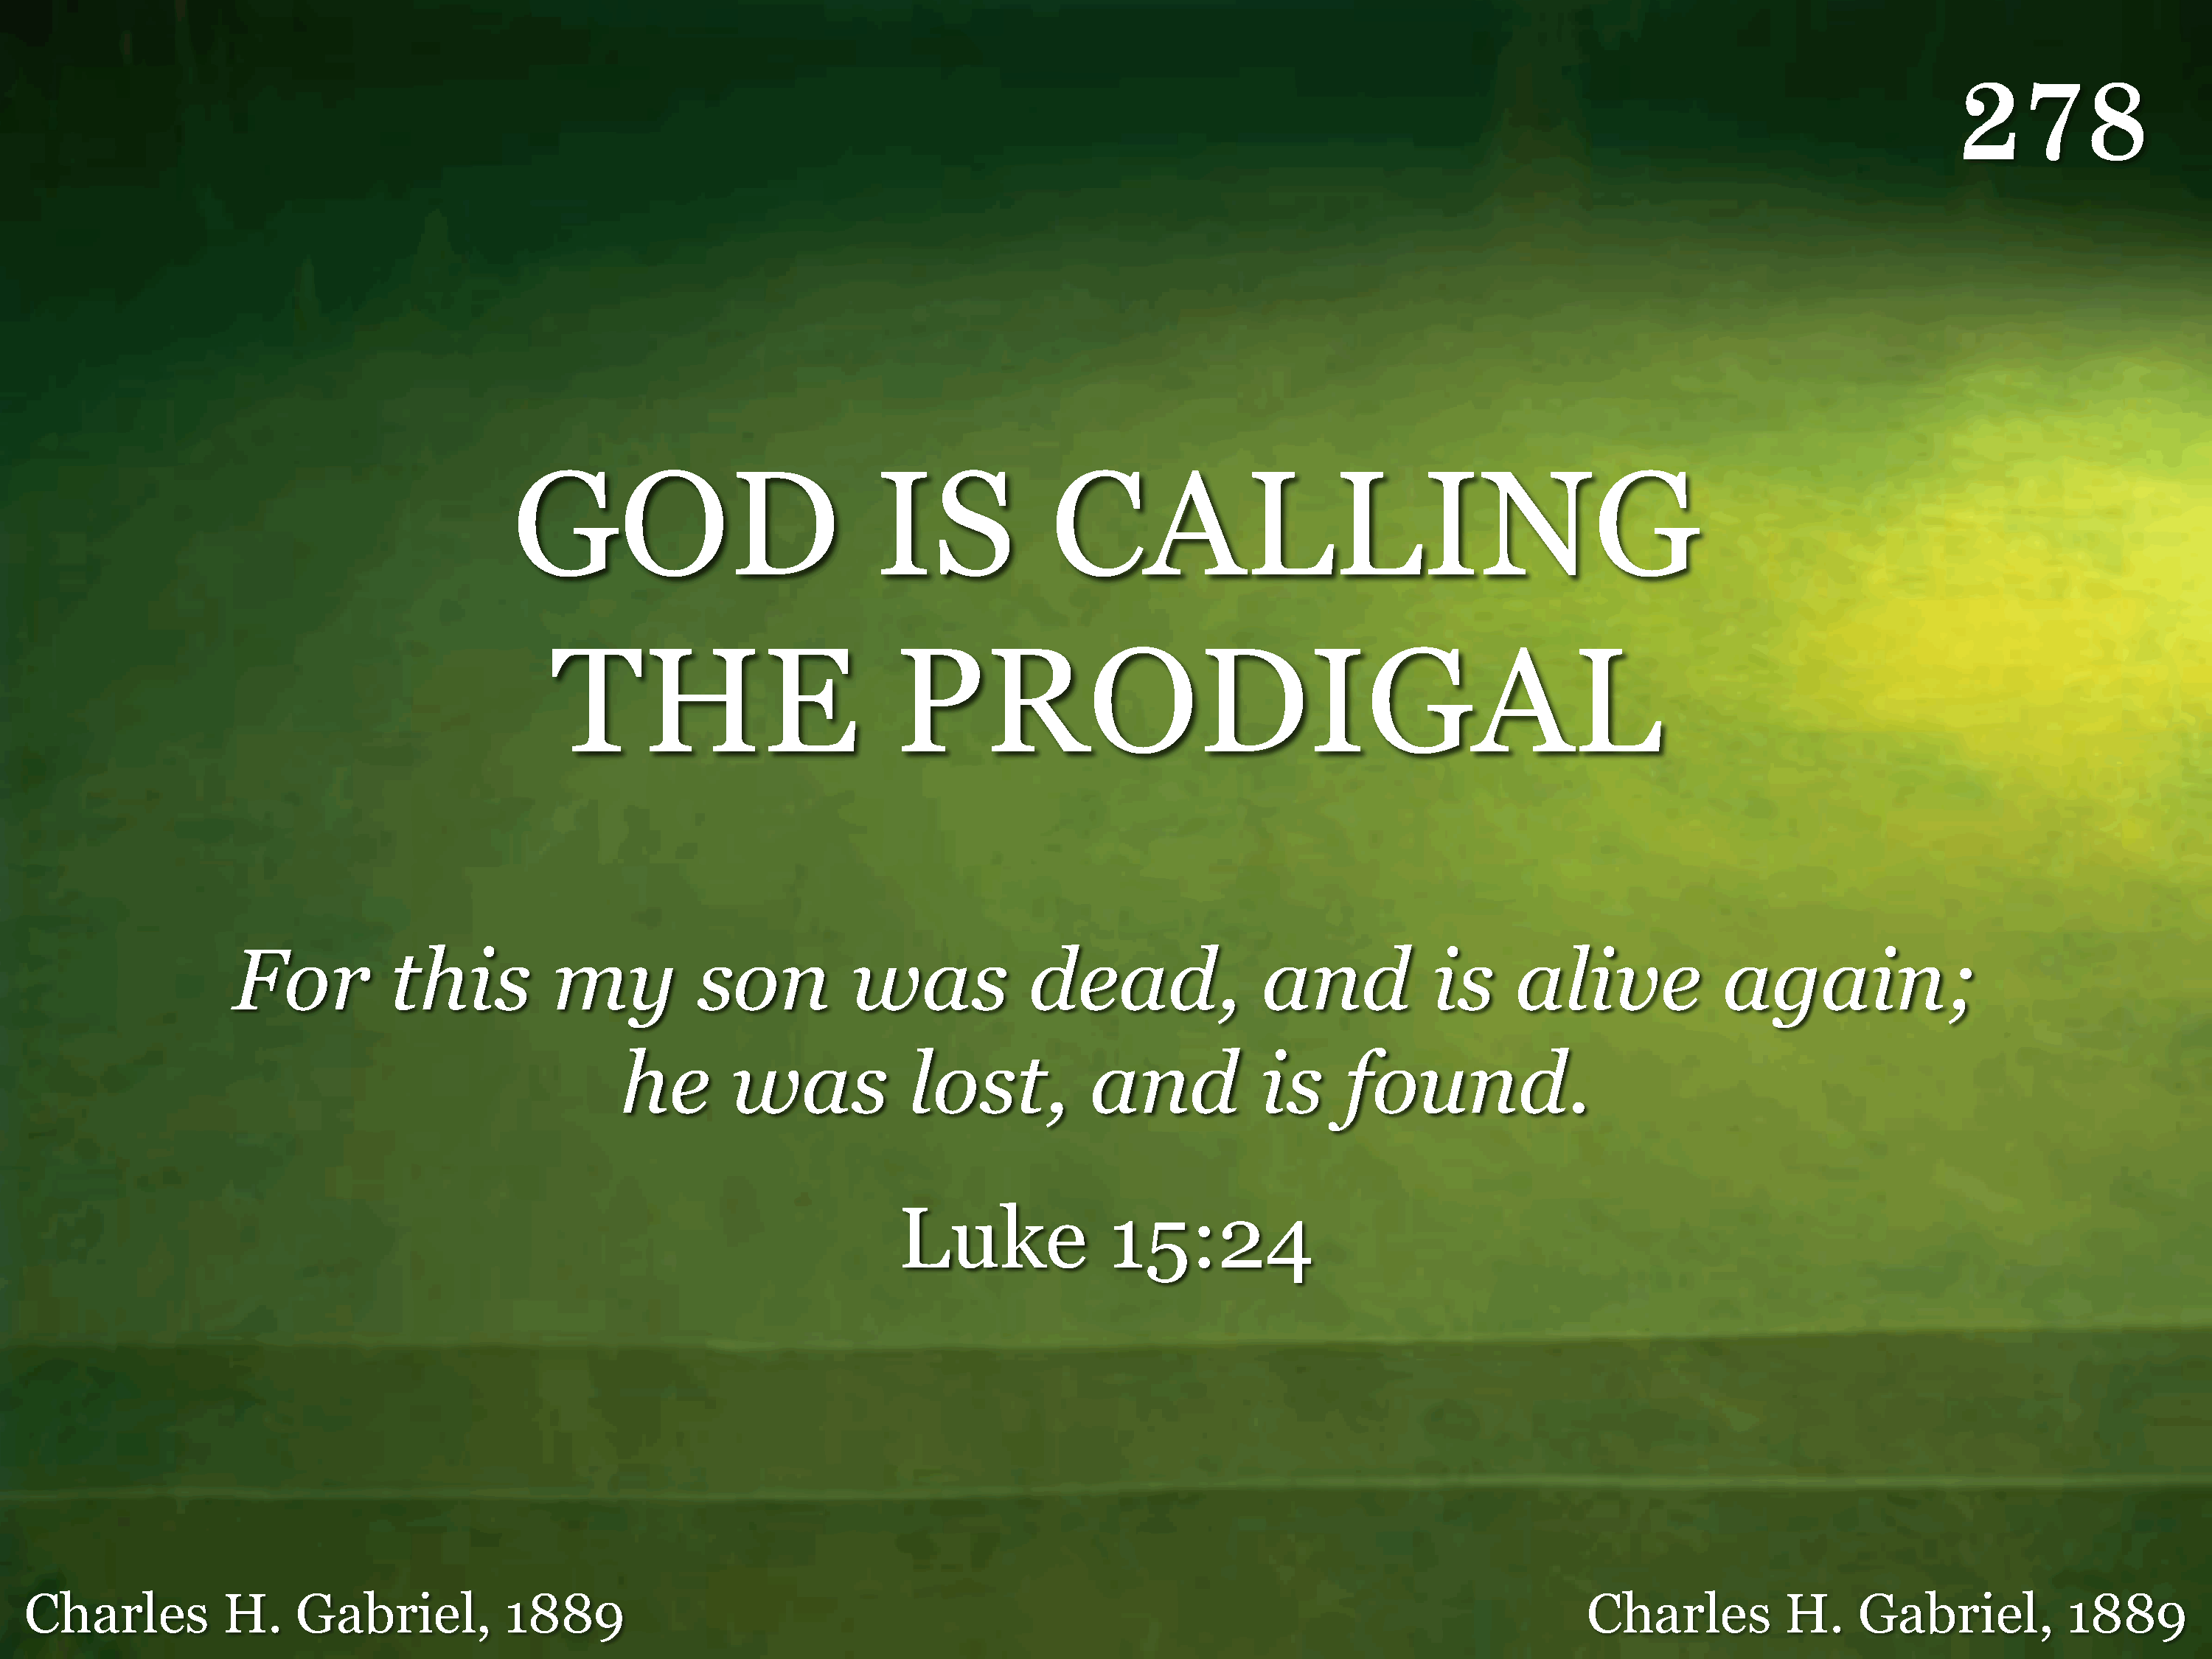 278
GOD IS CALLING
THE PRODIGAL
For this my son was dead, and is alive again;
he was lost, and is found.
Luke 15:24
Charles H. Gabriel, 1889
Charles H. Gabriel, 1889